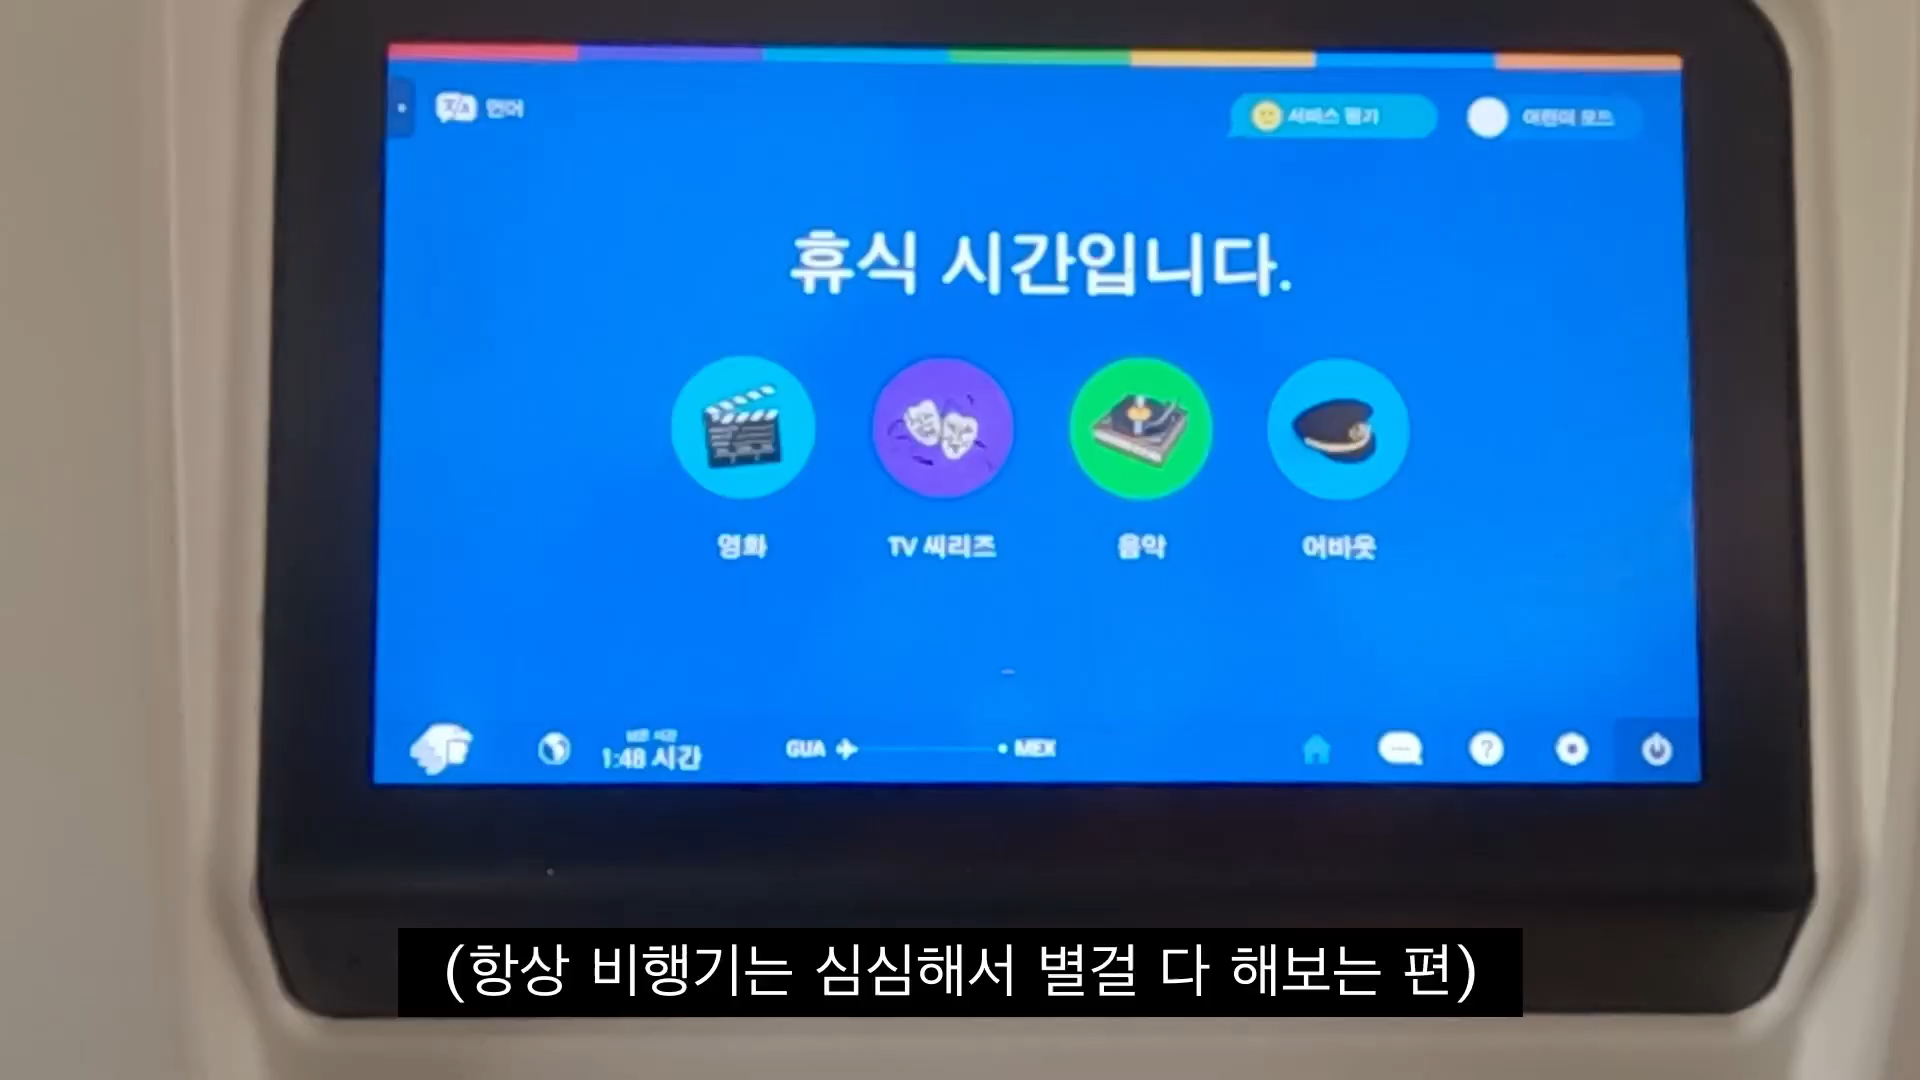 언어
서비스 평가
어린이 모드
휴식 시간입니다.
영화
TV 씨리즈
음악
어바웃
1:48 시간
GUA
MEX
?
(항상 비행기는 심심해서 별걸 다 해보는 편)